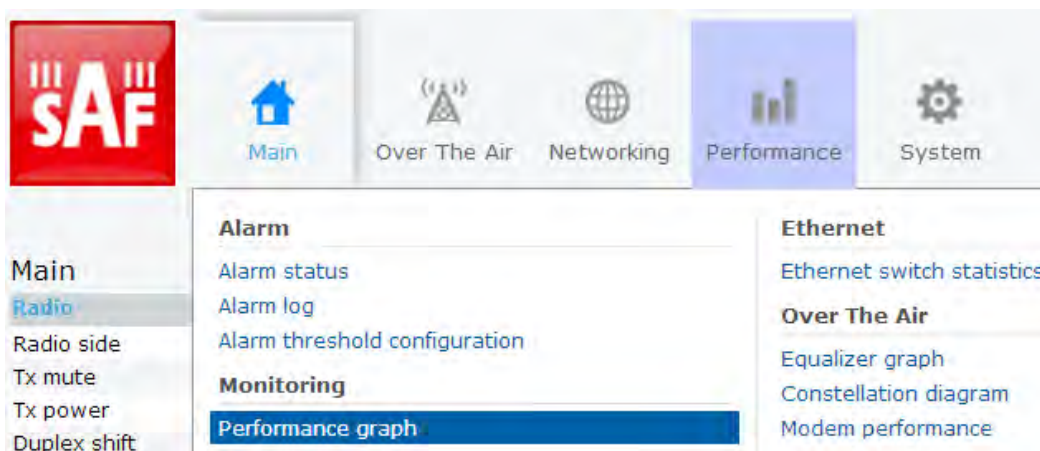 SAF
Main
Over The Air
Networking
Performance
System
Main
Radio
Radio side
Tx mute
Tx power
Duplex shift
Alarm
Alarm status
Alarm log
Alarm threshold configuration
Monitoring
Performance graph
Ethernet
Ethernet switch statistics
Over The Air
Equalizer graph
Constellation diagram
Modem performance